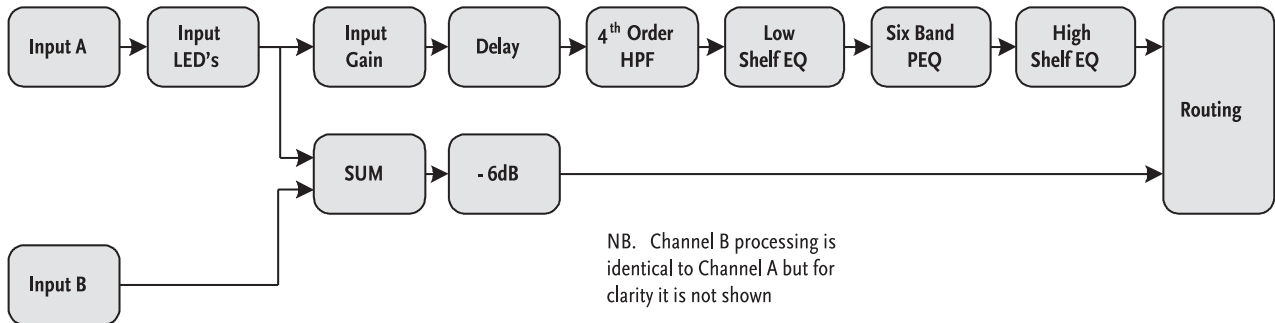 Input A
Input
LED's
Input
Gain
Delay
4th Order
HPF
Low
Shelf EQ
Six Band
PEQ
High
Shelf EQ
Routing
SUM
- 6dB
Input B
NB.   Channel B processing is
identical to Channel A but for
clarity it is not shown